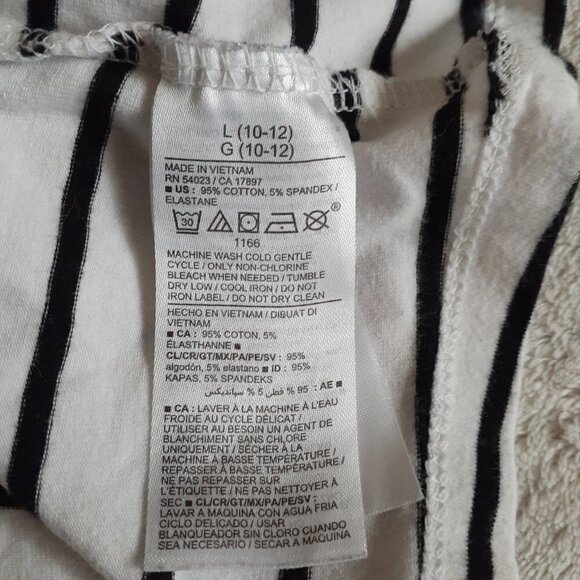 L (10-12)
G (10-12)
MADE IN VIETNAM
RN 54023 / CA 17897
■ US : 95% COTTON, 5% SPANDEX /
ELASTANE
30
®
1166
MACHINE WASH COLD GENTLE
CYCLE / ONLY NON-CHLORINE
BLEACH WHEN NEEDED / TUMBLE
DRY LOW / COOL IRON / DO NOT
IRON LABEL / DO NOT DRY CLEAN
HECHO EN VIETNAM / DIBUAT DI
VIETNAM
■ CA : 95% COTON, 5%
ÉLASTHANNE ■
CL/CR/GT/MX/PA/PE/SV : 95%
algodón, 5% elastano ■ ID : 95%
KAPAS, 5% SPANDEKS
■ AE : 95 % قطن 5 % سباندیکس
■ CA : LAVER À LA MACHINE À L'EAU
FROIDE AU CYCLE DÉLICAT /
UTILISER AU BESOIN UN AGENT DE
BLANCHIMENT SANS CHLORE
UNIQUEMENT / SÉCHER À LA
MACHINE À BASSE TEMPÉRATURE /
REPASSER À BASSE TEMPÉRATURE /
NE PAS REPASSER SUR
L'ÉTIQUETTE / NE PAS NETTOYER À
SEC ■ CL/CR/GT/MX/PA/PE/SV :
LAVAR A MAQUINA CON AGUA FRIA
CICLO DELICADO / USAR
BLANQUEADOR SIN CLORO CUANDO
SEA NECESARIO / SECAR A MAQUINA